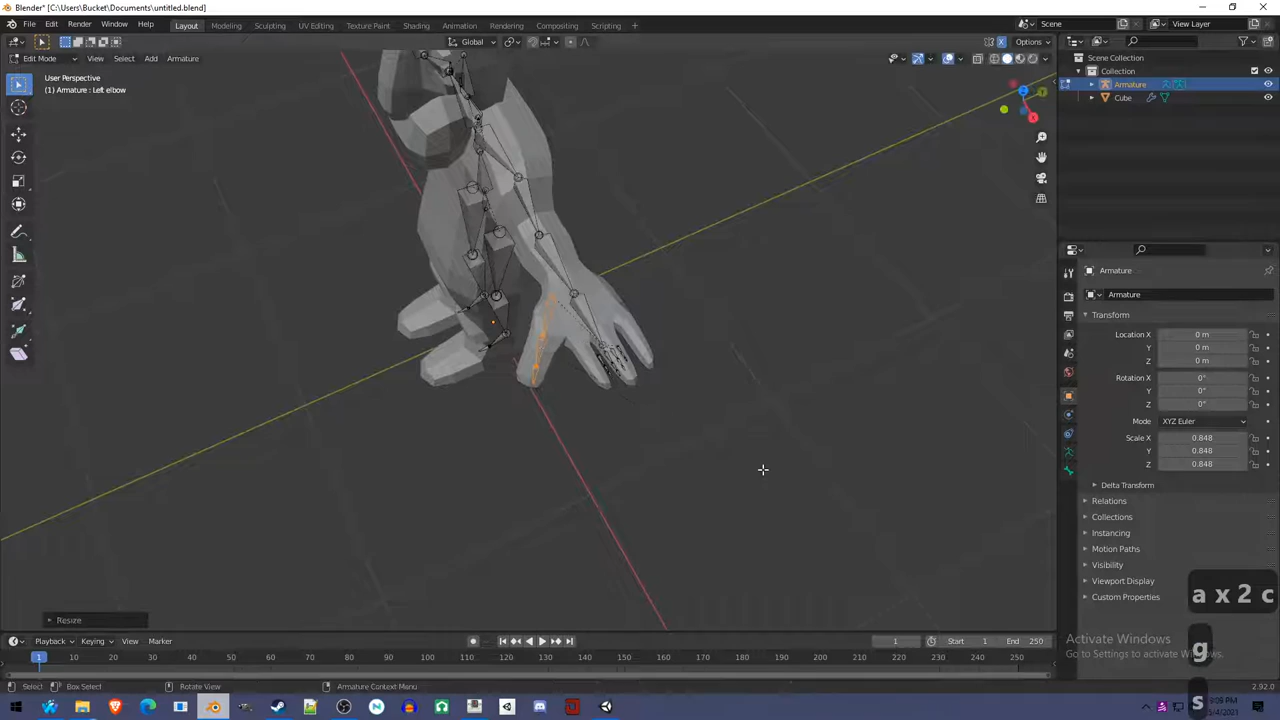 Blender* [C:\Users\Bucket\Documents\untitled.blend]
File Edit Render Window Help Layout Modeling Sculpting UV Editing Texture Paint Shading Animation Rendering Compositing Scripting + Scene View Layer
Global Options
Edit Mode View Select Add Armature
User Perspective
(1) Armature : Left elbow
Scene Collection
Collection
Armature
Cube
Armature
Armature
Transform
Location X 0 m
Y 0 m
Z 0 m
Rotation X 0°
Y 0°
Z 0°
Mode XYZ Euler
Scale X 0.848
Y 0.848
Z 0.848
Delta Transform
Relations
Collections
Instancing
Motion Paths
Visibility
Viewport Display
Custom Properties
a x 2 c
g
s
Resize
Activate Windows
Go to Settings to activate Windows.
Playback Keying View Marker 1 Start 1 End 250
1 10 20 30 40 50 60 70 80 90 100 110 120 130 140 150 160 170 180 190 200 210 220 230 240 250
Select Box Select Rotate View Armature Context Menu 2.92.0